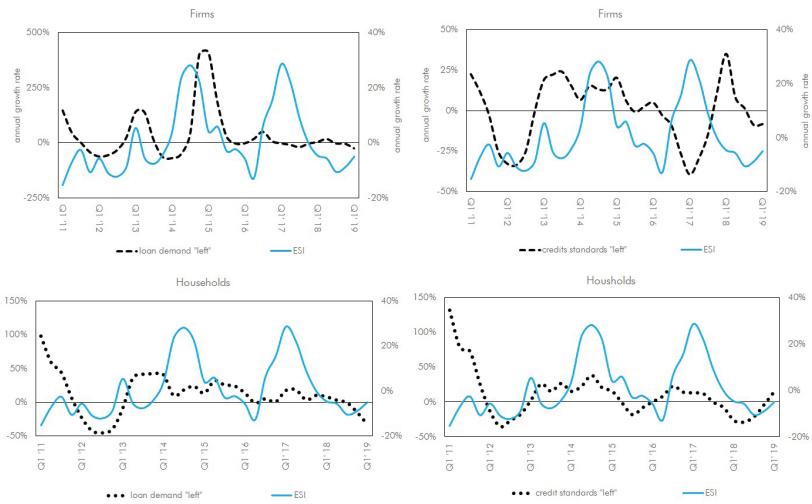 Firms
500%
250%
0%
-250%
40%
20%
0%
-20%
annual growth rate
annual growth rate
Q1 '11
Q1 '12
Q1 '13
Q1 '14
Q1 '15
Q1 '16
Q1 '17
Q1 '18
Q1 '19
loan demand "left"
ESI
Firms
50%
25%
0%
-25%
-50%
40%
20%
0%
-20%
annual growth rate
annual growth rate
Q1' 11
Q1' 12
Q1' 13
Q1' 14
Q1' 15
Q1' 16
Q1' 17
Q1' 18
Q1' 19
credits standards "left"
ESI
Households
150%
100%
50%
0%
-50%
40%
20%
0%
-20%
Q1 '11
Q1 '12
Q1 '13
Q1 '14
Q1 '15
Q1 '16
Q1 '17
Q1 '18
Q1 '19
loan demand "left"
ESI
Housholds
150%
100%
50%
0%
-50%
40%
20%
0%
-20%
Q1 '11
Q1 '12
Q1 '13
Q1 '14
Q1 '15
Q1 '16
Q1 '17
Q1 '18
Q1 '19
credit standards "left"
ESI